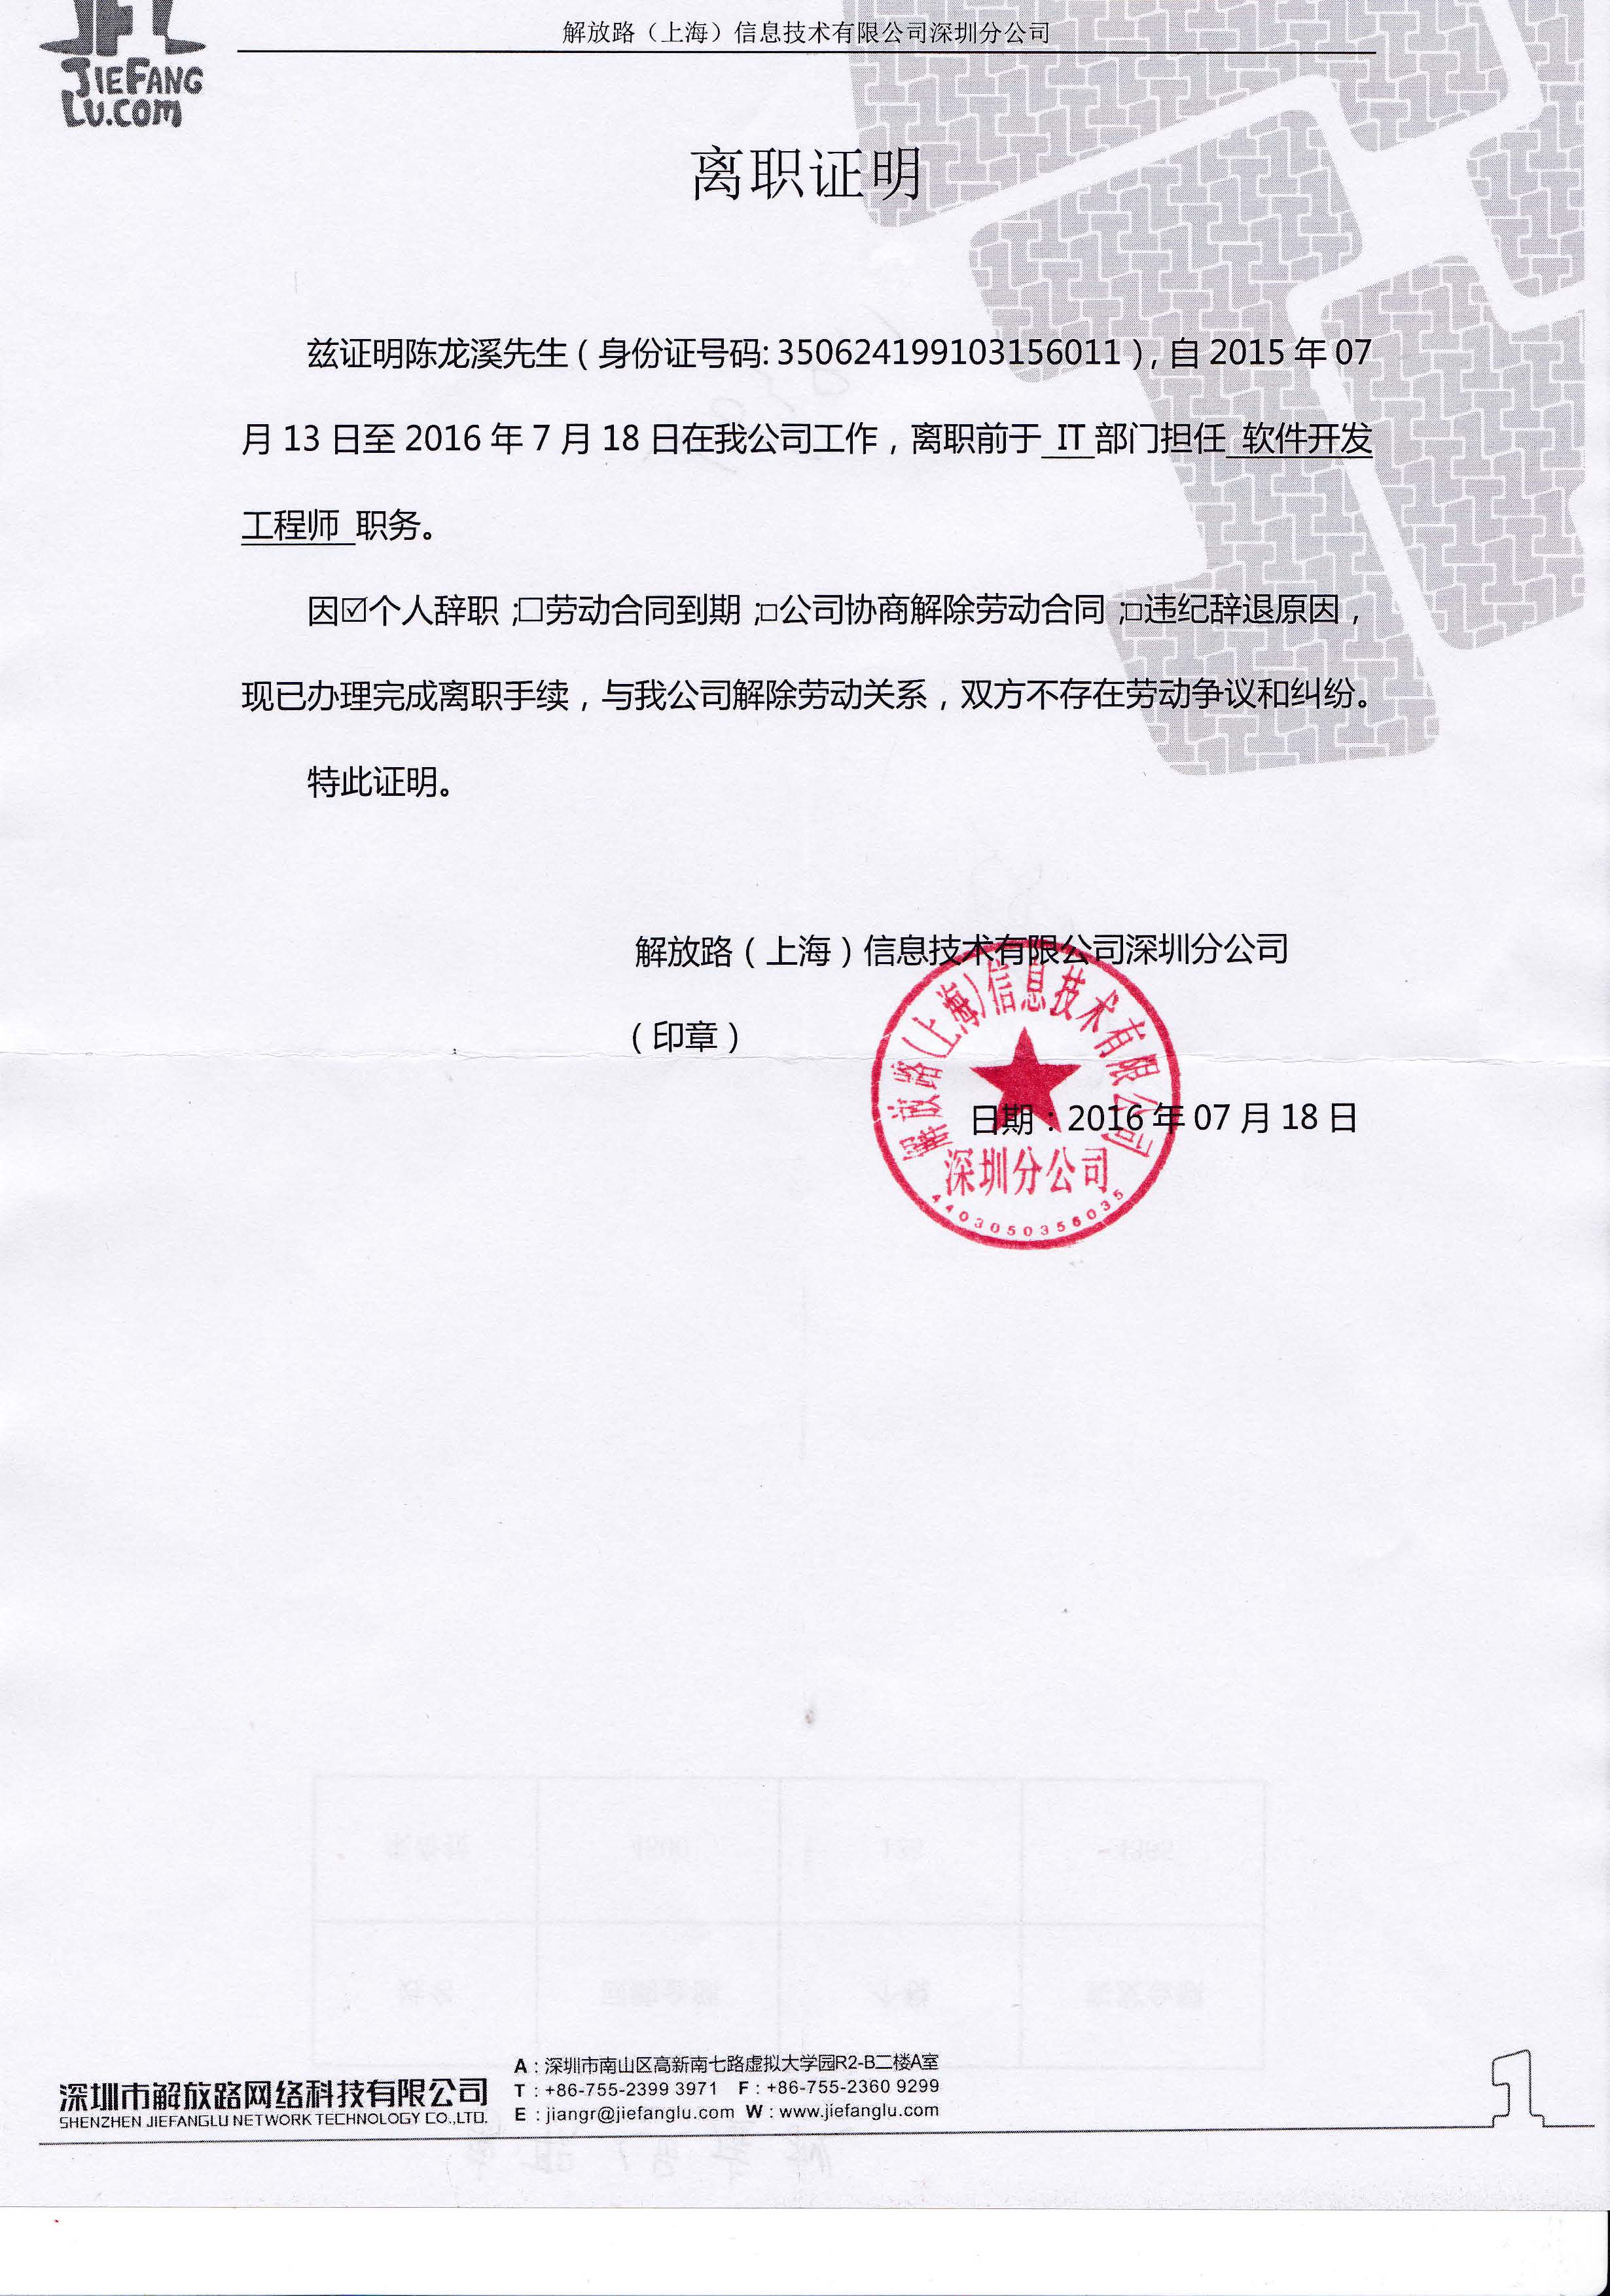 解放路（上海）信息技术有限公司深圳分公司
JIEFANG
LU.COM
离职证明
兹证明陈龙溪先生（身份证号码: 350624199103156011），自 2015 年 07
月 13 日至 2016 年 7 月 18 日在我公司工作，离职前于 IT 部门担任 软件开发
工程师 职务。
因☑个人辞职；□劳动合同到期；□公司协商解除劳动合同；□违纪辞退原因，
现已办理完成离职手续，与我公司解除劳动关系，双方不存在劳动争议和纠纷。
特此证明。
解放路（上海）信息技术有限公司深圳分公司
（印章）
解放路(上海)信息技术有限公司
日期：2016 年 07 月 18 日
深圳分公司
4403050356035
A：深圳市南山区高新南七路虚拟大学园R2-B二楼A室
深圳市解放路网络科技有限公司
T：+86-755-2399 3971 F：+86-755-2360 9299
SHENZHEN JIEFANGLU NETWORK TECHNOLOGY CO.,LTD.
E：jiangr@jiefanglu.com W：www.jiefanglu.com